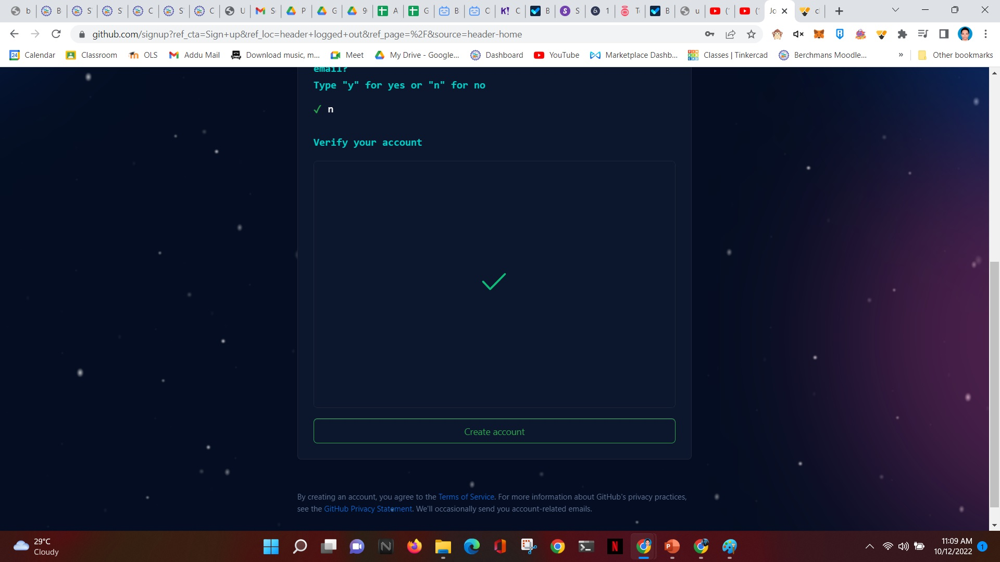 b
B
S
S
C
S
C
U
S
P
G
9
A
G
B
C
K!
C
B
S
1
T
B
u
(
(
Jo
cl
github.com/signup?ref_cta=Sign+up&ref_loc=header+logged+out&ref_page=%2F&source=header-home
24 Calendar
Classroom
OLS
Addu Mail
Download music, m...
Meet
My Drive - Google...
Dashboard
YouTube
Marketplace Dashb...
Classes | Tinkercad
Berchmans Moodle...
»
Other bookmarks
email?
Type "y" for yes or "n" for no
✓ n
Verify your account
Create account
By creating an account, you agree to the Terms of Service. For more information about GitHub's privacy practices,
see the GitHub Privacy Statement. We'll occasionally send you account-related emails.
29°C
Cloudy
11:09 AM
10/12/2022
1